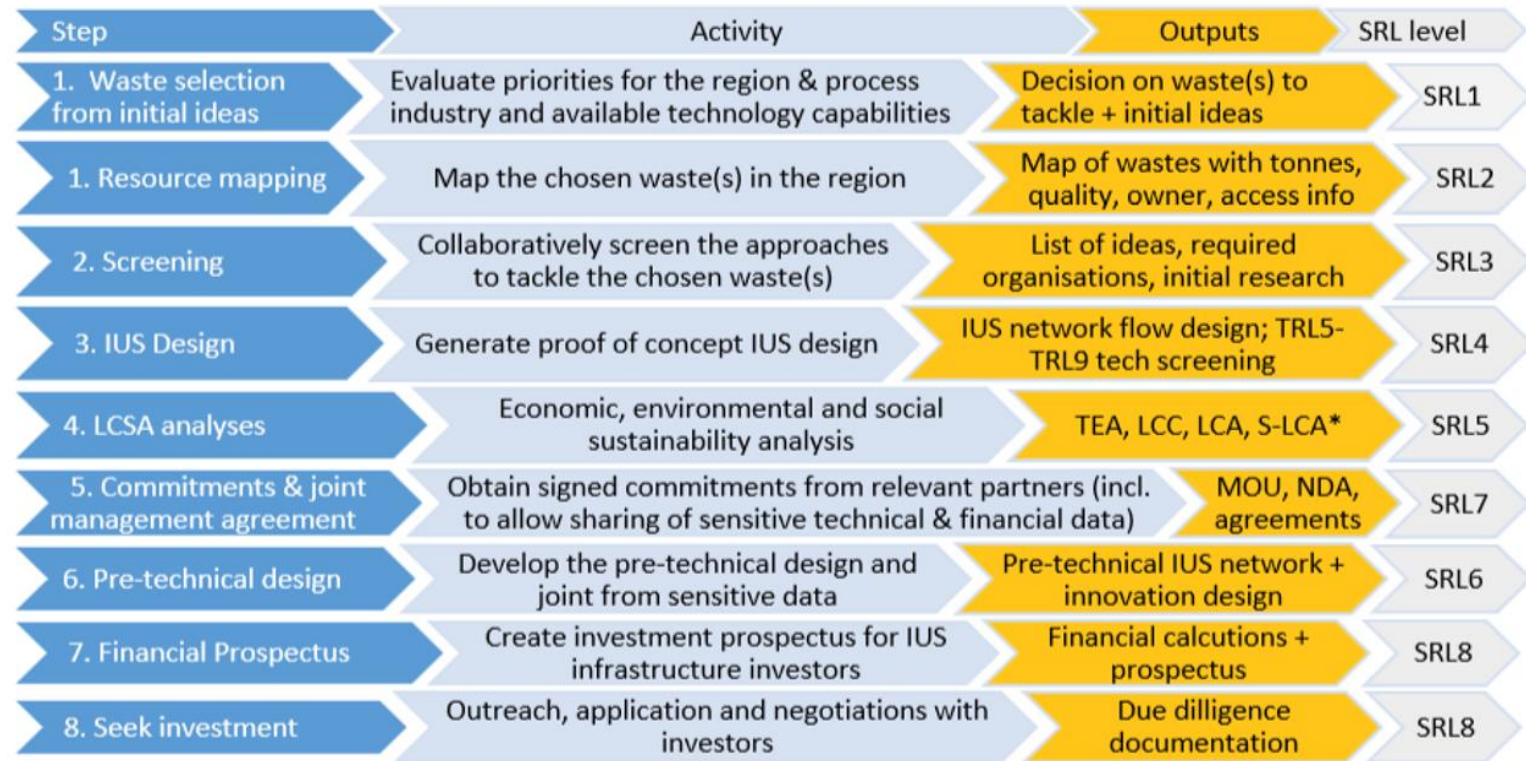 Step
Activity
Outputs
SRL level
1. Waste selection
from initial ideas
Evaluate priorities for the region & process
industry and available technology capabilities
Decision on waste(s) to
tackle + initial ideas
SRL1
1. Resource mapping
Map the chosen waste(s) in the region
Map of wastes with tonnes,
quality, owner, access info
SRL2
2. Screening
Collaboratively screen the approaches
to tackle the chosen waste(s)
List of ideas, required
organisations, initial research
SRL3
3. IUS Design
Generate proof of concept IUS design
IUS network flow design; TRL5-
TRL9 tech screening
SRL4
4. LCSA analyses
Economic, environmental and social
sustainability analysis
TEA, LCC, LCA, S-LCA*
SRL5
5. Commitments & joint
management agreement
Obtain signed commitments from relevant partners (incl.
to allow sharing of sensitive technical & financial data)
MOU, NDA,
agreements
SRL7
6. Pre-technical design
Develop the pre-technical design and
joint from sensitive data
Pre-technical IUS network +
innovation design
SRL6
7. Financial Prospectus
Create investment prospectus for IUS
infrastructure investors
Financial calcutions +
prospectus
SRL8
8. Seek investment
Outreach, application and negotiations with
investors
Due dilligence
documentation
SRL8